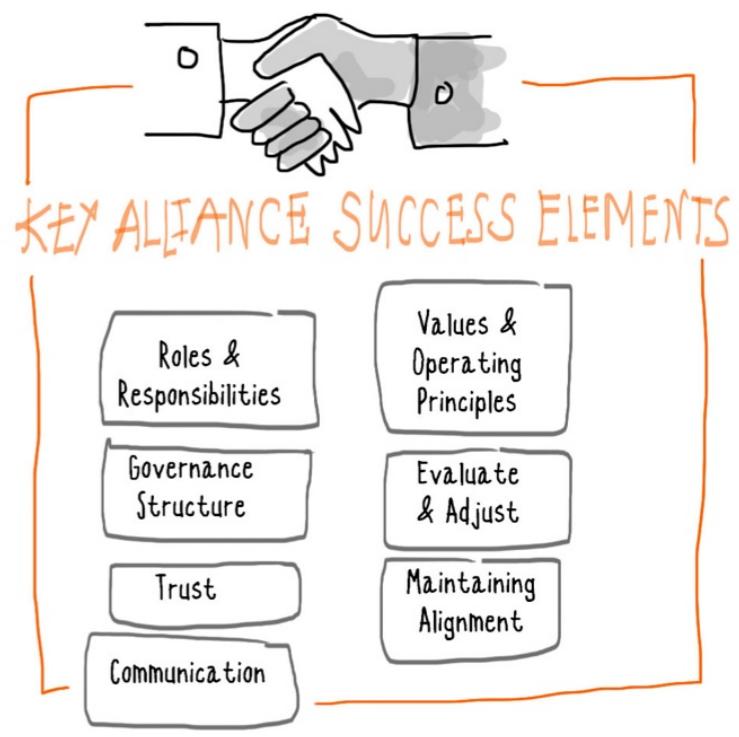 KEY ALLIANCE SUCCESS ELEMENTS
Roles &
Responsibilities
Governance
Structure
Trust
Communication
Values &
Operating
Principles
Evaluate
& Adjust
Maintaining
Alignment